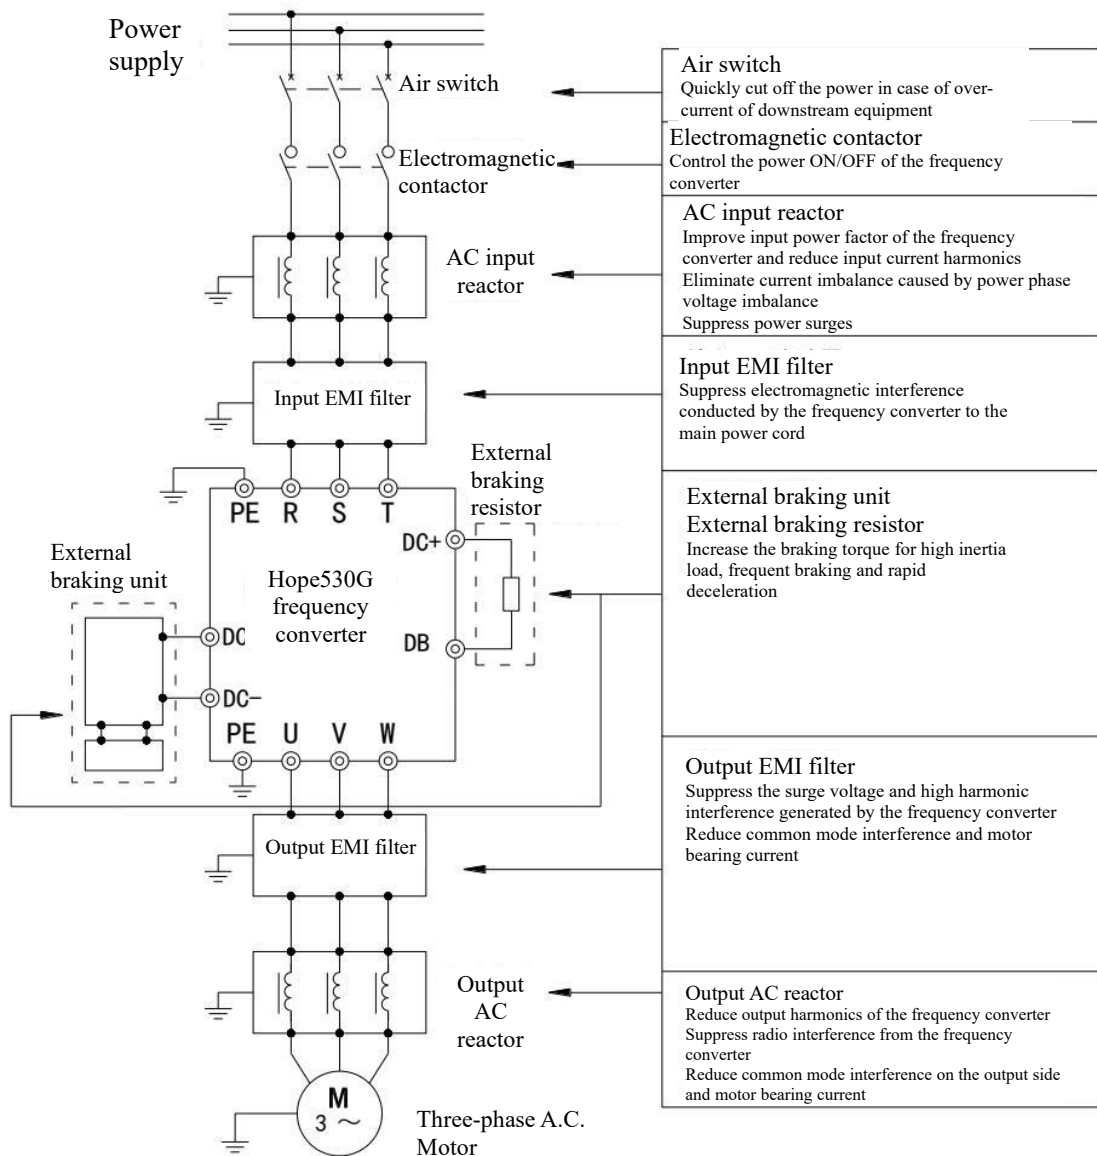 Power
supply
Air switch
Electromagnetic
contactor
AC input
reactor
Input EMI filter
External
braking
resistor
PE R S T
DC+
External
braking unit
Hope530G
frequency
converter
DB
DC
DC-
PE U V W
Output EMI filter
Output
AC
reactor
M
3 ~
Three-phase A.C.
Motor
Air switch
Quickly cut off the power in case of over-
current of downstream equipment
Electromagnetic contactor
Control the power ON/OFF of the frequency
converter
AC input reactor
Improve input power factor of the frequency
converter and reduce input current harmonics
Eliminate current imbalance caused by power phase
voltage imbalance
Suppress power surges
Input EMI filter
Suppress electromagnetic interference
conducted by the frequency converter to the
main power cord
External braking unit
External braking resistor
Increase the braking torque for high inertia
load, frequent braking and rapid
deceleration
Output EMI filter
Suppress the surge voltage and high harmonic
interference generated by the frequency converter
Reduce common mode interference and motor
bearing current
Output AC reactor
Reduce output harmonics of the frequency converter
Suppress radio interference from the frequency
converter
Reduce common mode interference on the output side
and motor bearing current